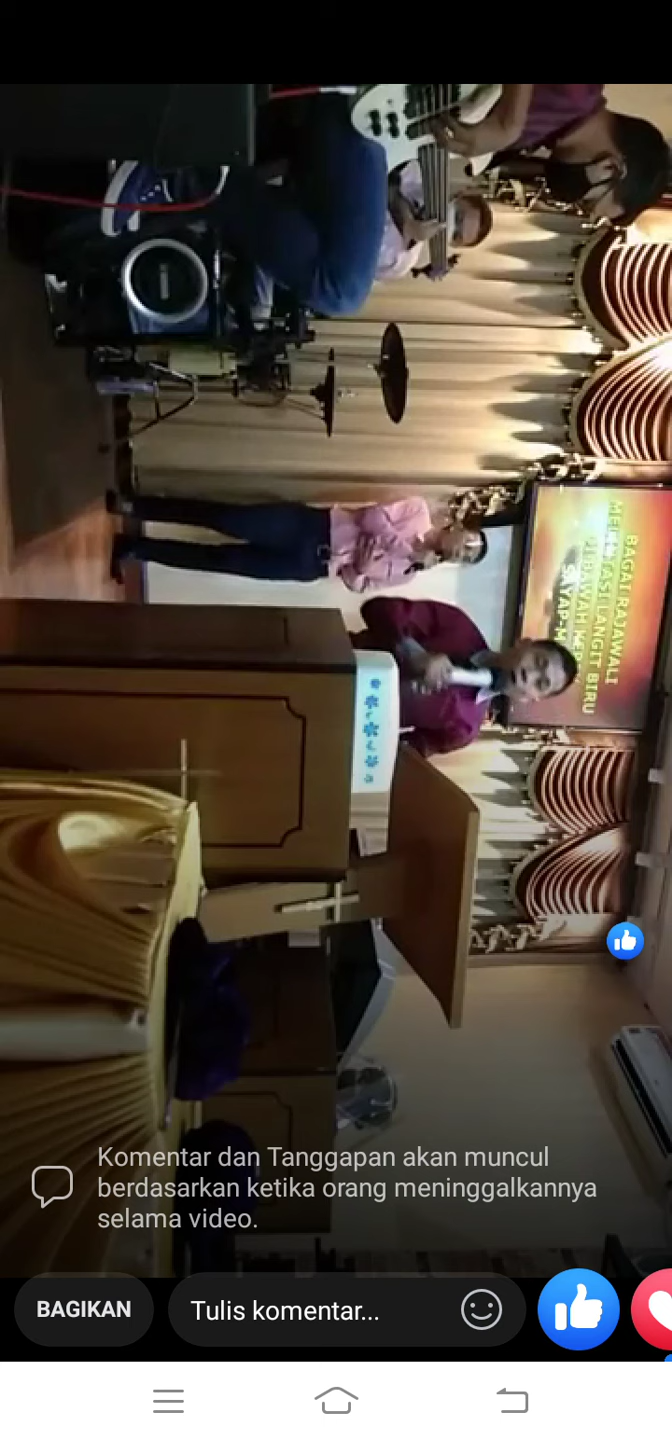 BAGAI RAJAWALI
LANGIT BIRU
Komentar dan Tanggapan akan muncul
berdasarkan ketika orang meninggalkannya
selama video.
BAGIKAN
Tulis komentar...